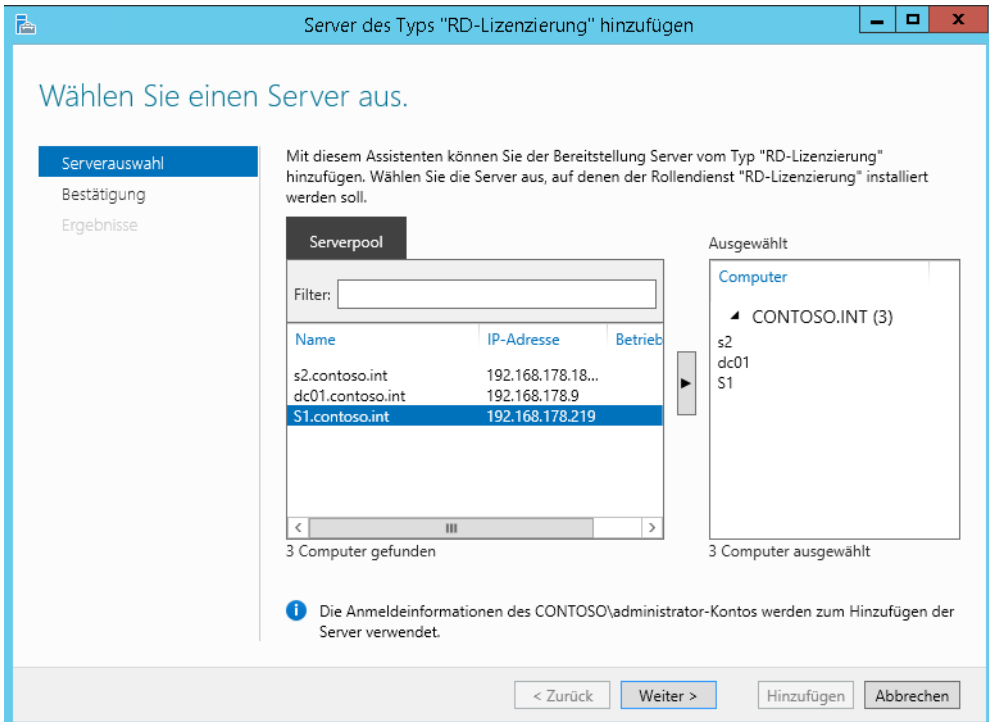 Server des Typs "RD-Lizenzierung" hinzufügen
Wählen Sie einen Server aus.
Serverauswahl
Bestätigung
Ergebnisse
Mit diesem Assistenten können Sie der Bereitstellung Server vom Typ "RD-Lizenzierung"
hinzufügen. Wählen Sie die Server aus, auf denen der Rollendienst "RD-Lizenzierung" installiert
werden soll.
Serverpool
Filter:
Name IP-Adresse Betrieb
s2.contoso.int 192.168.178.18...
dc01.contoso.int 192.168.178.9
S1.contoso.int 192.168.178.219
3 Computer gefunden
Ausgewählt
Computer
CONTOSO.INT (3)
s2
dc01
S1
3 Computer ausgewählt
Die Anmeldeinformationen des CONTOSO\administrator-Kontos werden zum Hinzufügen der
Server verwendet.
< Zurück Weiter > Hinzufügen Abbrechen